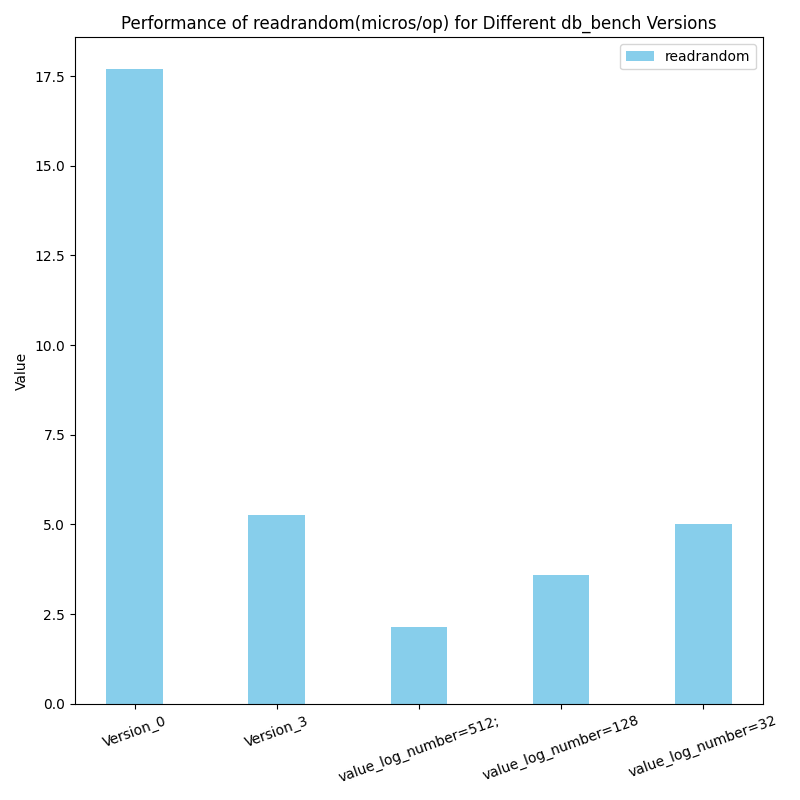 Performance of readrandom(micros/op) for Different db_bench Versions
readrandom
17.5
15.0
12.5
10.0
7.5
5.0
2.5
0.0
Value
Version_0
Version_3
value_log_number=512;
value_log_number=128
value_log_number=32